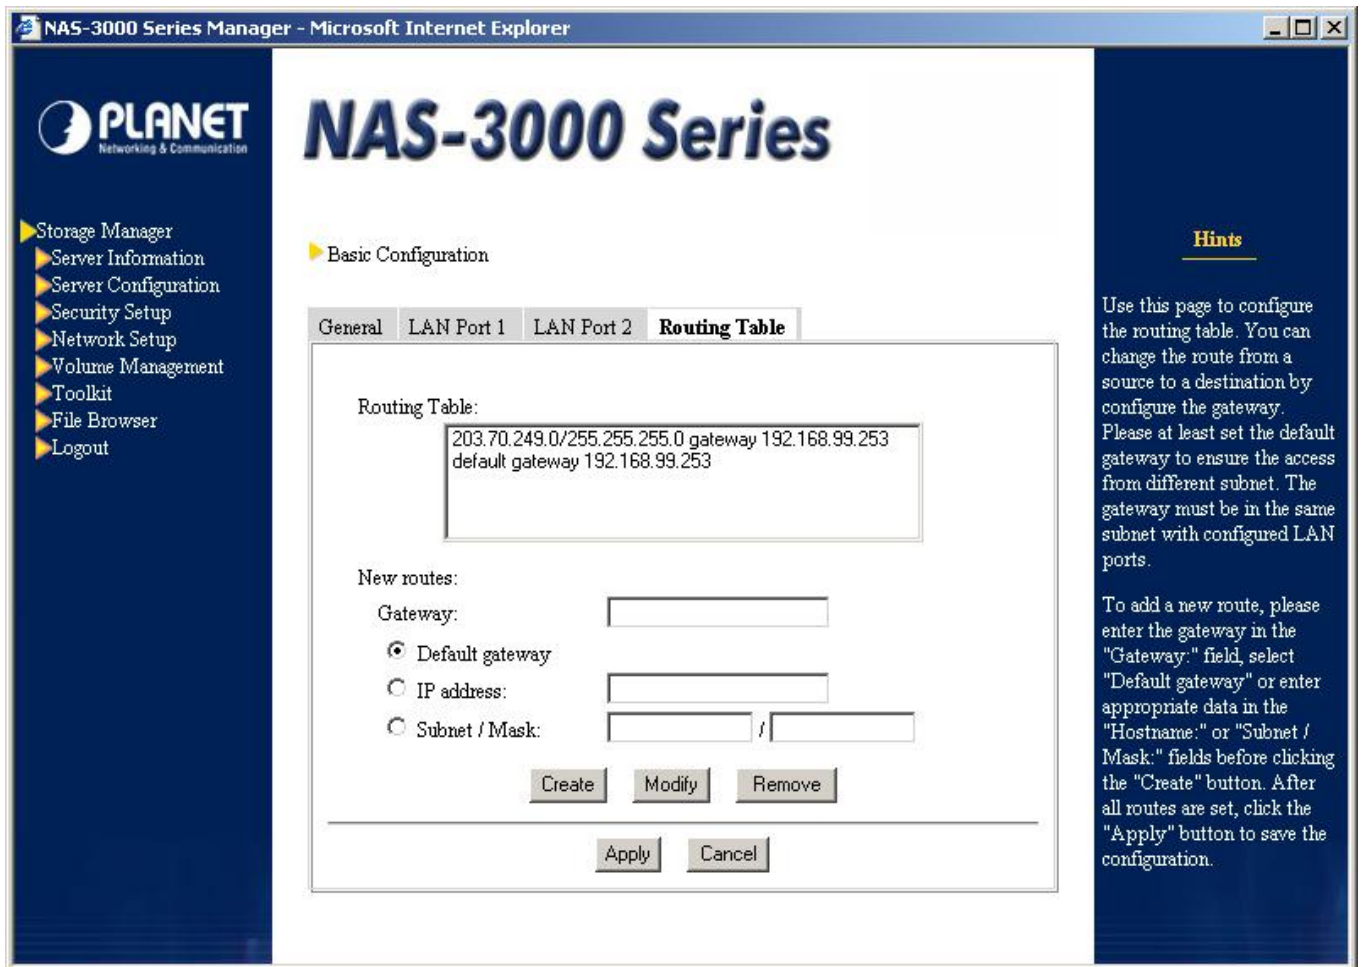 NAS-3000 Series Manager - Microsoft Internet Explorer
PLANET
Networking & Communication
NAS-3000 Series
Storage Manager
Server Information
Server Configuration
Security Setup
Network Setup
Volume Management
Toolkit
File Browser
Logout
Basic Configuration
General LAN Port 1 LAN Port 2 Routing Table
Routing Table:
203.70.249.0/255.255.255.0 gateway 192.168.99.253
default gateway 192.168.99.253
New routes:
Gateway:
Default gateway
IP address:
Subnet / Mask: /
Create Modify Remove
Apply Cancel
Hints
Use this page to configure
the routing table. You can
change the route from a
source to a destination by
configure the gateway.
Please at least set the default
gateway to ensure the access
from different subnet. The
gateway must be in the same
subnet with configured LAN
ports.
To add a new route, please
enter the gateway in the
"Gateway:" field, select
"Default gateway" or enter
appropriate data in the
"Hostname:" or "Subnet /
Mask:" fields before clicking
the "Create" button. After
all routes are set, click the
"Apply" button to save the
configuration.